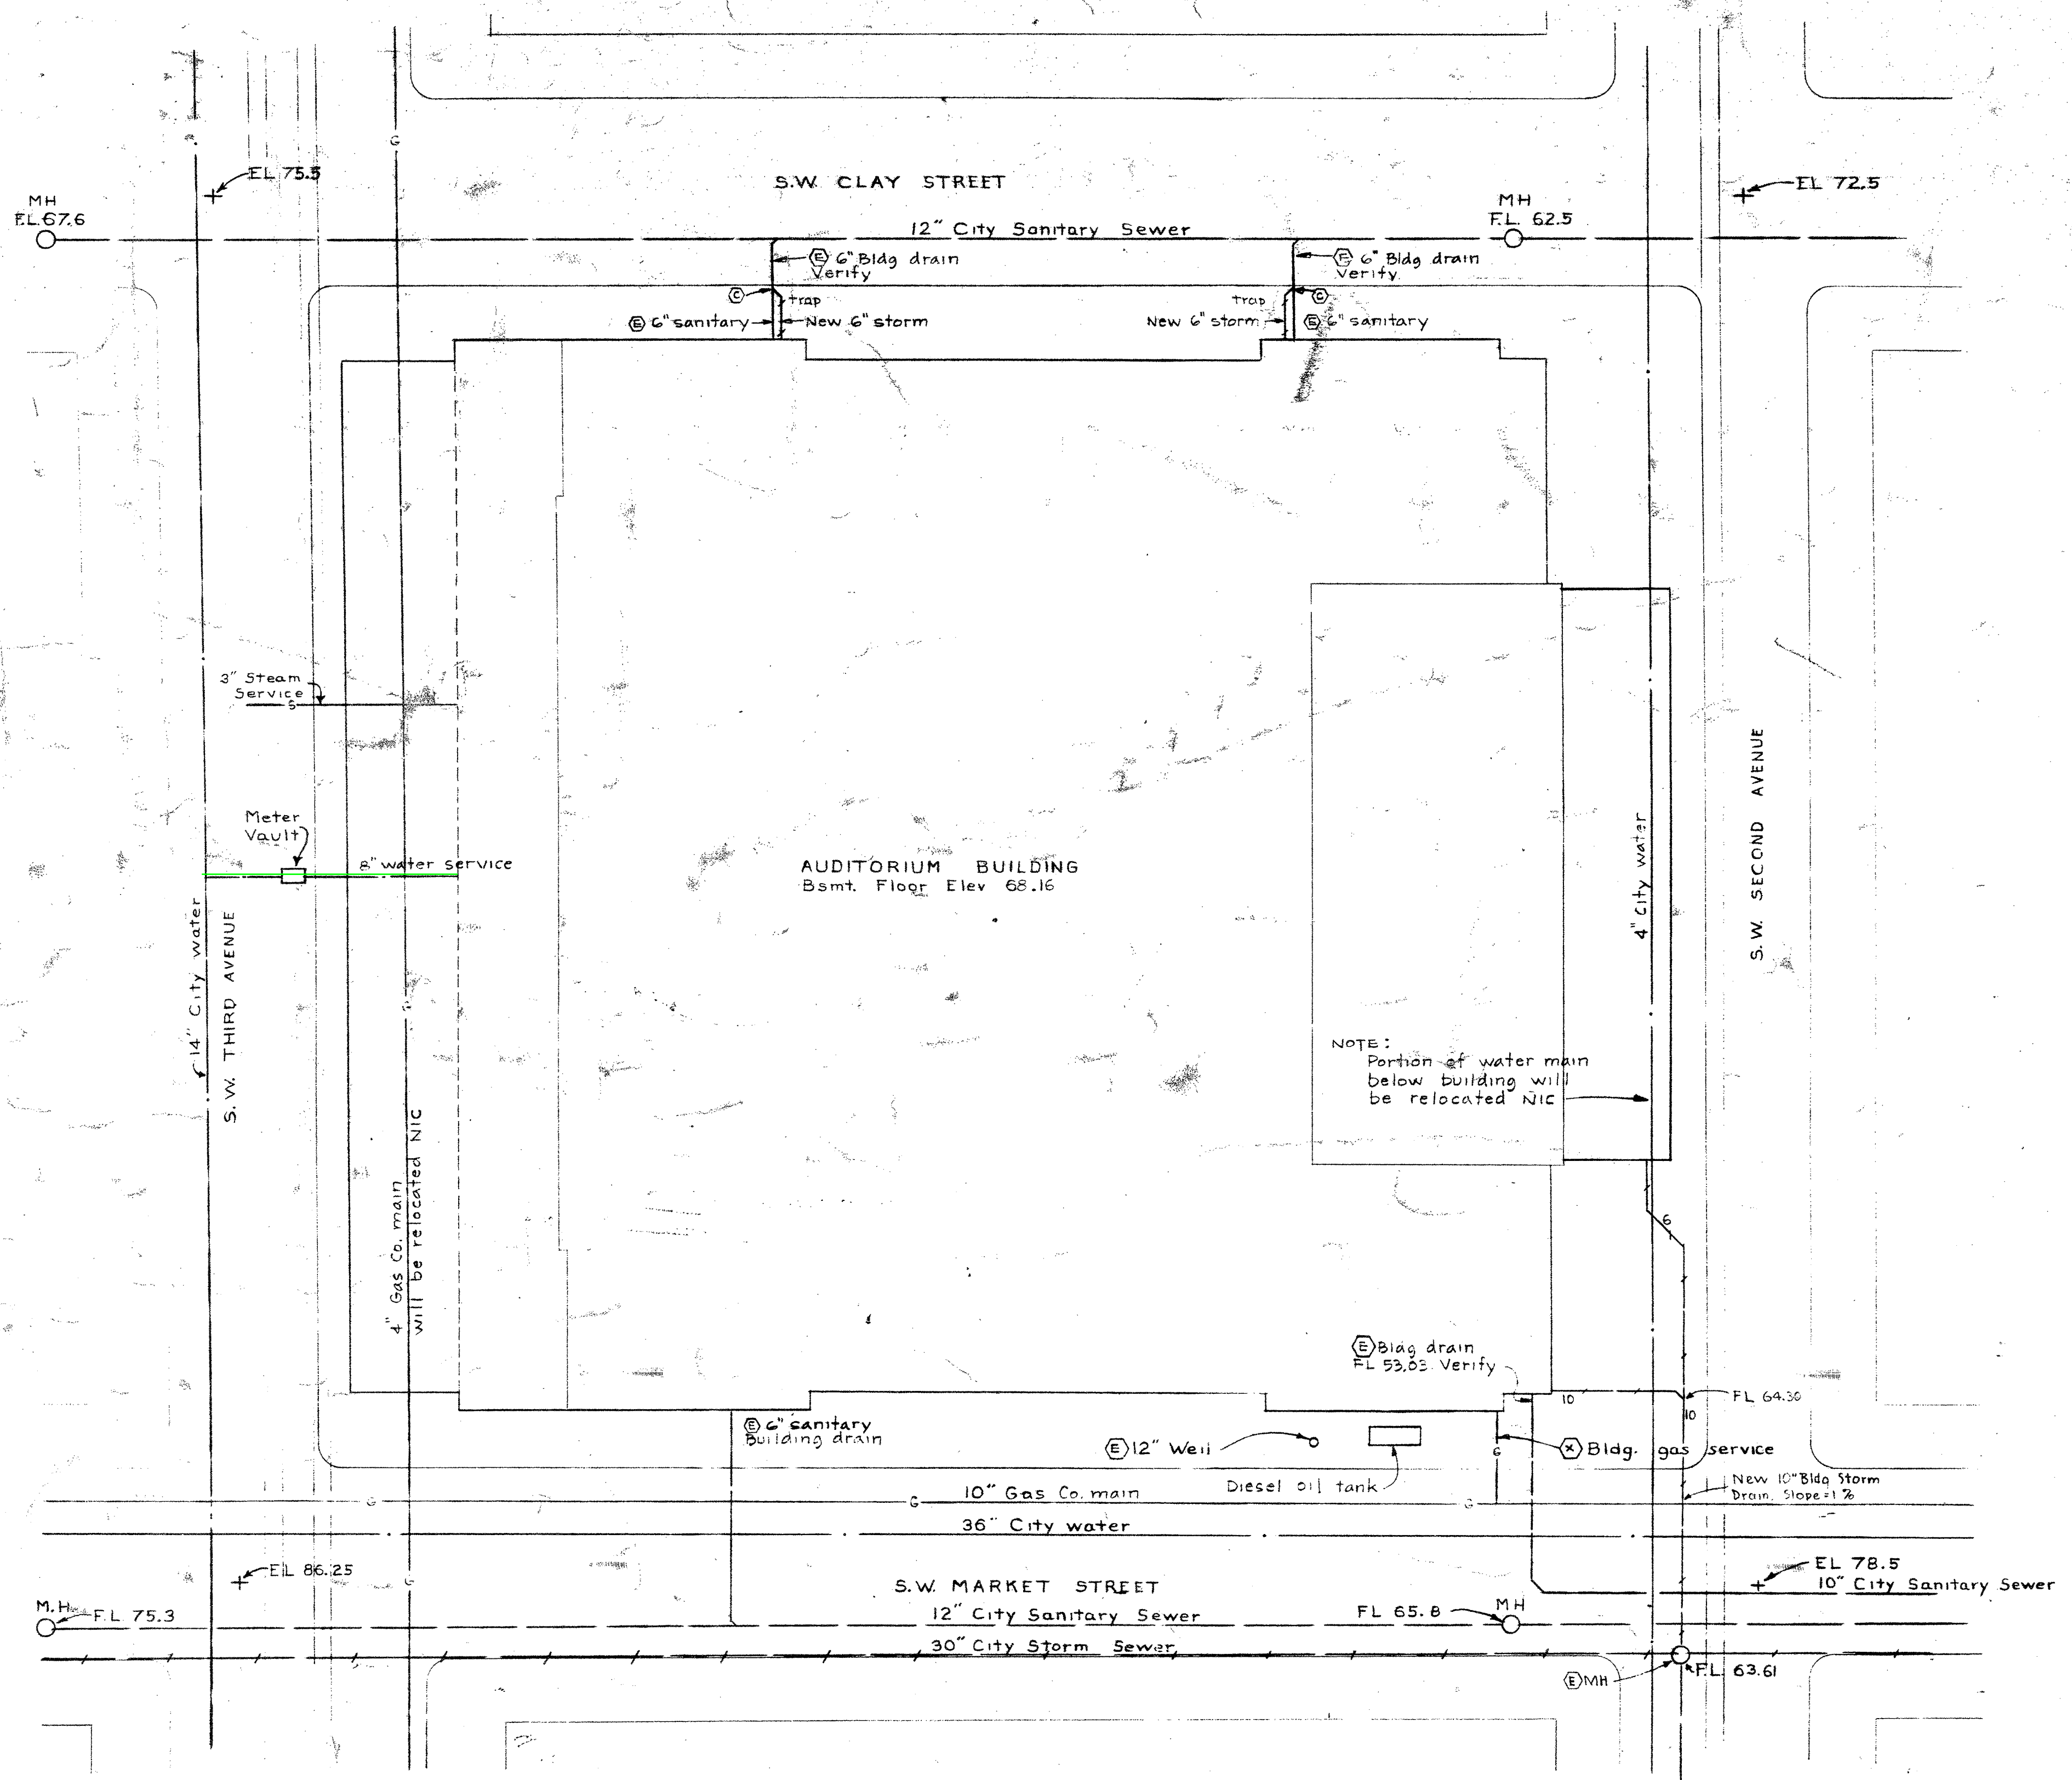 S.W. CLAY STREET
EL 75.5
EL 72.5
MH
FL. 67.6
MH
F.L. 62.5
12" City Sanitary Sewer
E 6" Bldg drain
Verify
E 6" Bldg drain
Verify
C
trap
trap
C
E 6" sanitary
New 6" storm
New 6" storm
E 6" sanitary
G
3" Steam
Service
S
Meter
Vault
8" water service
AUDITORIUM BUILDING
Bsmt. Floor Elev 68.16
14" City water
S.W. THIRD AVENUE
4" Gas Co. main
will be relocated NIC
4" City water
S.W. SECOND AVENUE
NOTE:
Portion of water main
below building will
be relocated NIC
6
E Bldg drain
FL 53.03 Verify
10
FL 64.30
10
E 6" sanitary
Building drain
E 12" Well
Diesel oil tank
G
X Bldg. gas service
New 10" Bldg Storm
Drain, Slope=1%
G
G
10" Gas Co. main
G
36" City water
EL 86.25
G
EL 78.5
10" City Sanitary Sewer
S.W. MARKET STREET
M.H.
F.L. 75.3
12" City Sanitary Sewer
FL 65.8
MH
30" City Storm Sewer
E MH
F.L. 63.61